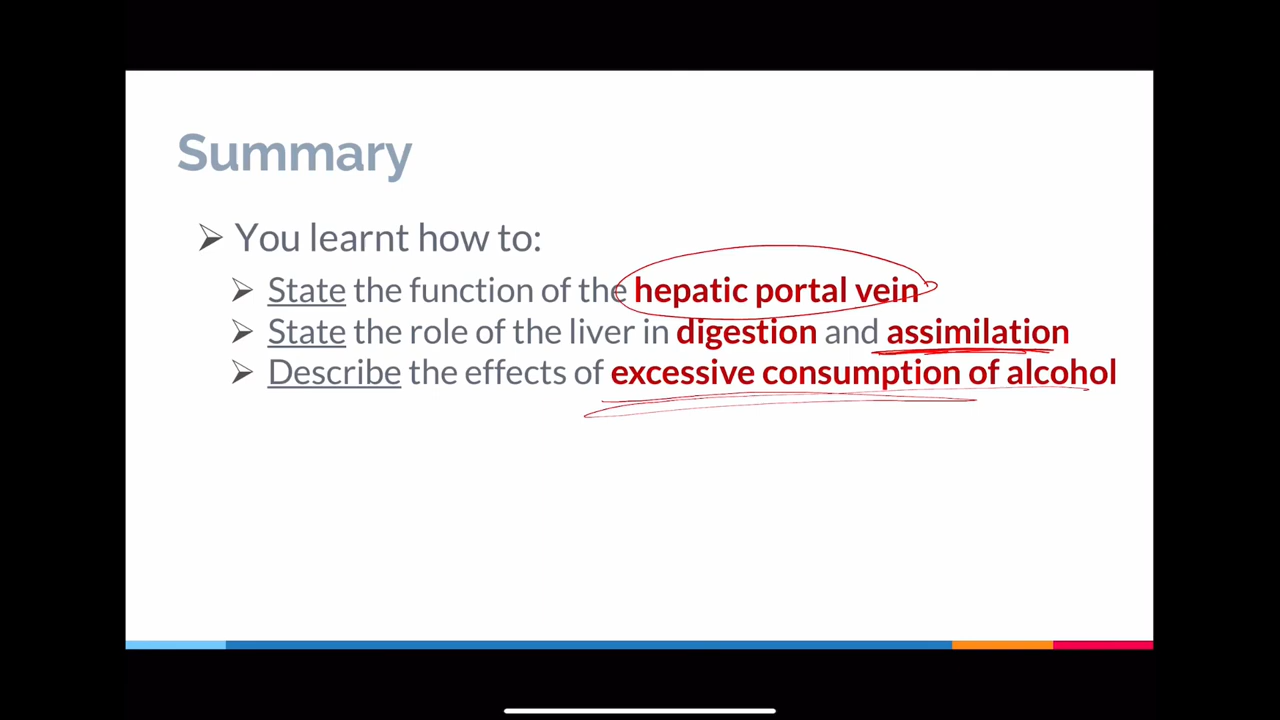 Summary
You learnt how to:
State the function of the hepatic portal vein
State the role of the liver in digestion and assimilation
Describe the effects of excessive consumption of alcohol